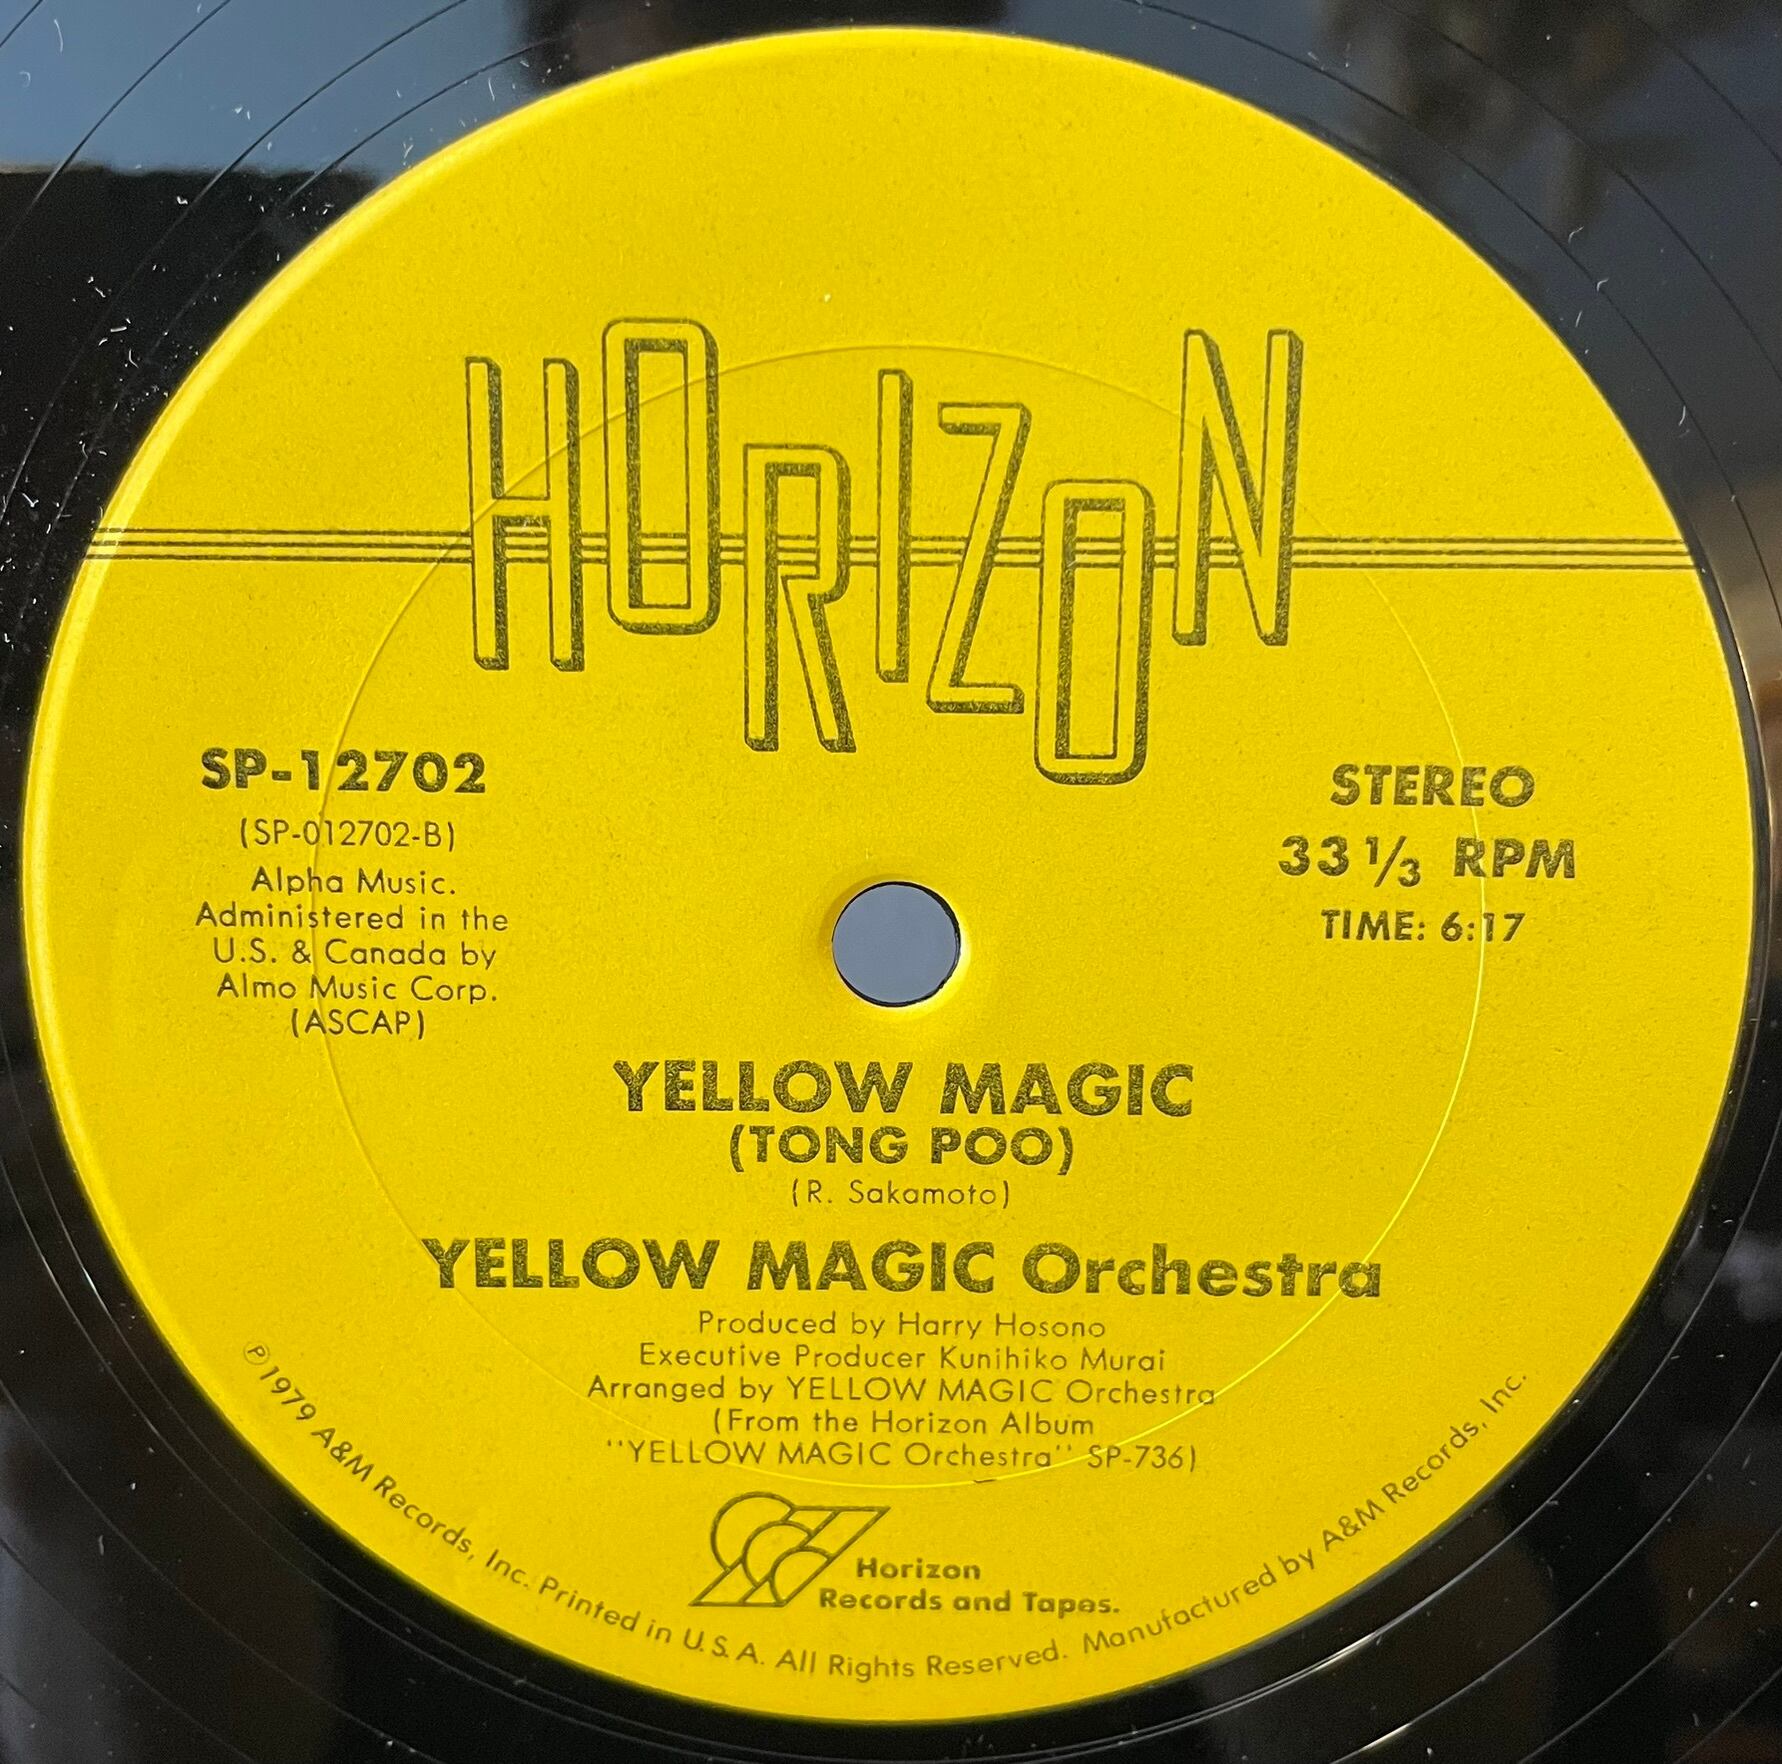 HORIZON
SP-12702
(SP-012702-B)
Alpha Music.
Administered in the
U.S. & Canada by
Almo Music Corp.
(ASCAP)
STEREO
33 1/3 RPM
TIME: 6:17
YELLOW MAGIC
(TONG POO)
(R. Sakamoto)
YELLOW MAGIC Orchestra
Produced by Harry Hosono
Executive Producer Kunihiko Murai
Arranged by YELLOW MAGIC Orchestra
(From the Horizon Album
''YELLOW MAGIC Orchestra'' SP-736)
Horizon
Records and Tapes.
℗1979 A&M Records, Inc. Printed in U.S.A. All Rights Reserved. Manufactured by A&M Records, Inc.